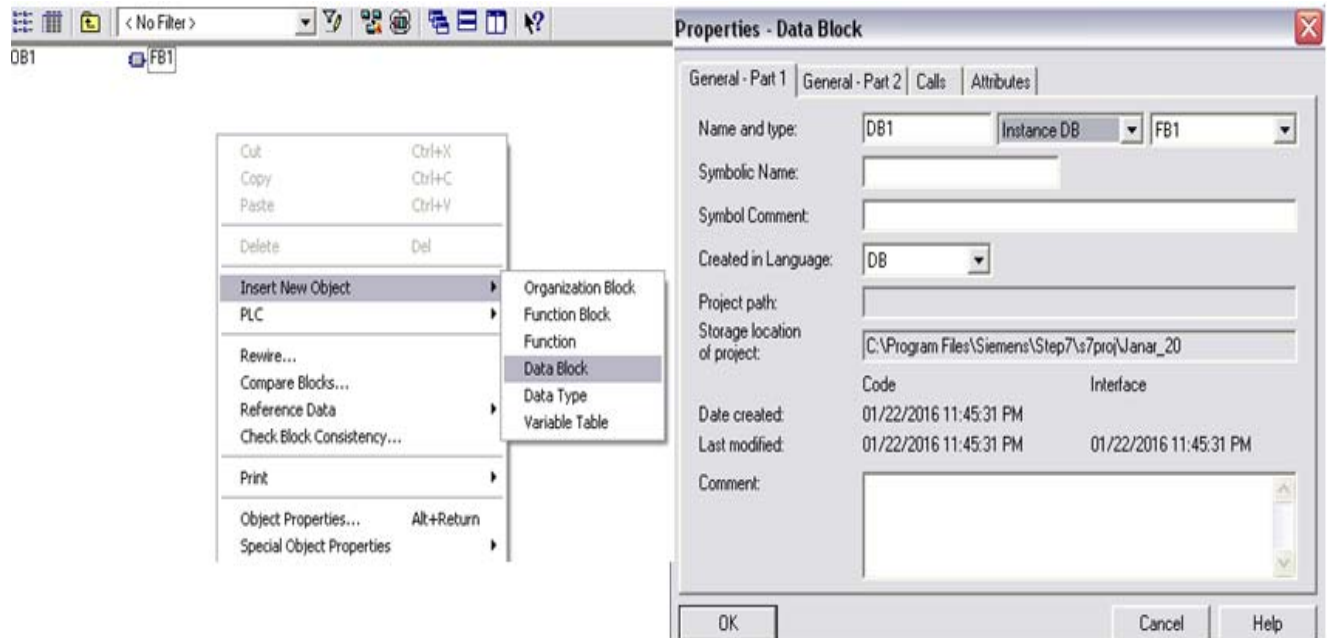 < No Filter >
OB1 FB1
Cut Ctrl+X
Copy Ctrl+C
Paste Ctrl+V
Delete Del
Insert New Object
PLC
Rewire...
Compare Blocks...
Reference Data
Check Block Consistency...
Print
Object Properties... Alt+Return
Special Object Properties
Organization Block
Function Block
Function
Data Block
Data Type
Variable Table
Properties - Data Block
General - Part 1 General - Part 2 Calls Attributes
Name and type: DB1 Instance DB FB1
Symbolic Name:
Symbol Comment:
Created in Language: DB
Project path:
Storage location
of project: C:\Program Files\Siemens\Step7\s7proj\Janar_20
Code Interface
Date created: 01/22/2016 11:45:31 PM
Last modified: 01/22/2016 11:45:31 PM 01/22/2016 11:45:31 PM
Comment:
OK Cancel Help